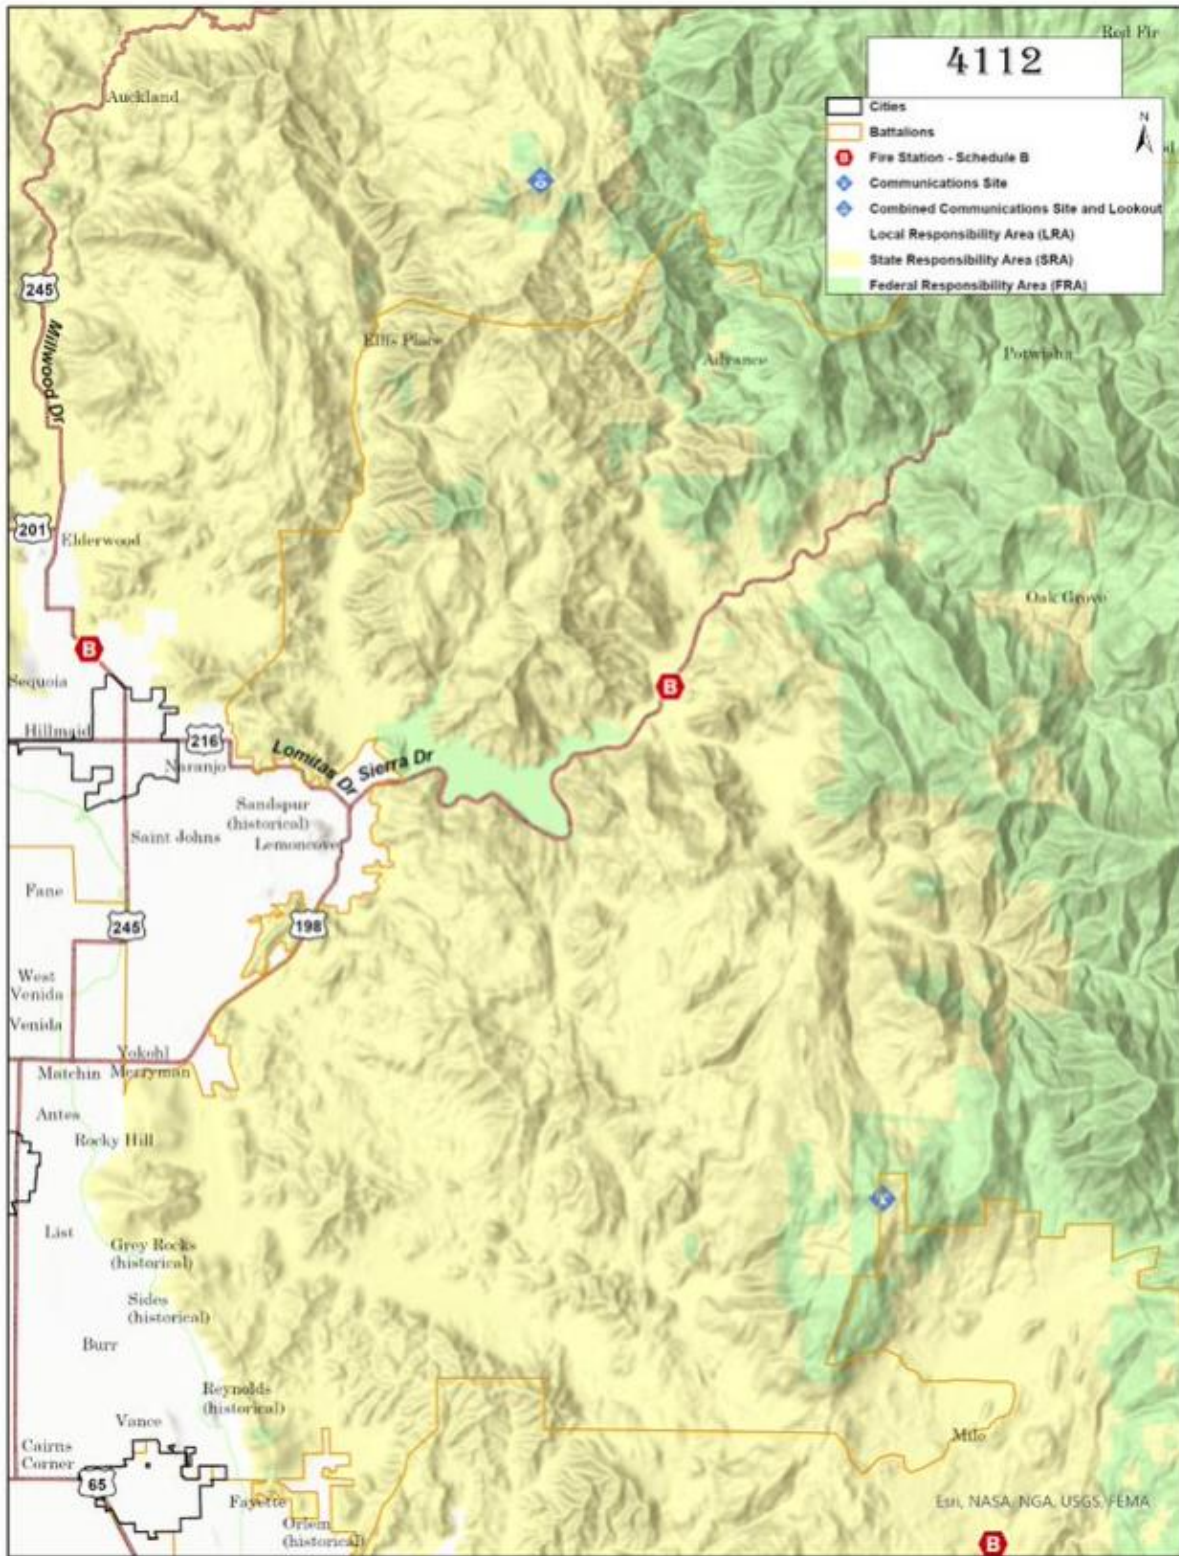 Red Fir
4112
Cities
Battalions
N
B Fire Station - Schedule B
Communications Site
Combined Communications Site and Lookout
Local Responsibility Area (LRA)
State Responsibility Area (SRA)
Federal Responsibility Area (FRA)
Auckland
245
Millwood Dr
Ellis Place
Advance
Potwisha
201
Elderwood
Oak Grove
B
Sequoia
B
Hillmaid
216
Naranjo
Lomitas Dr
Sierra Dr
Sandspur
(historical)
Saint Johns
Lemoncove
Fane
245
198
West
Venida
Venida
Yokohl
Matchin
Merryman
Antes
Rocky Hill
List
Grey Rocks
(historical)
Sides
(historical)
Burr
Reynolds
(historical)
Vance
Cairns
Corner
Milo
65
Fayette
Orlem
(historical)
Esri, NASA, NGA, USGS, FEMA
B